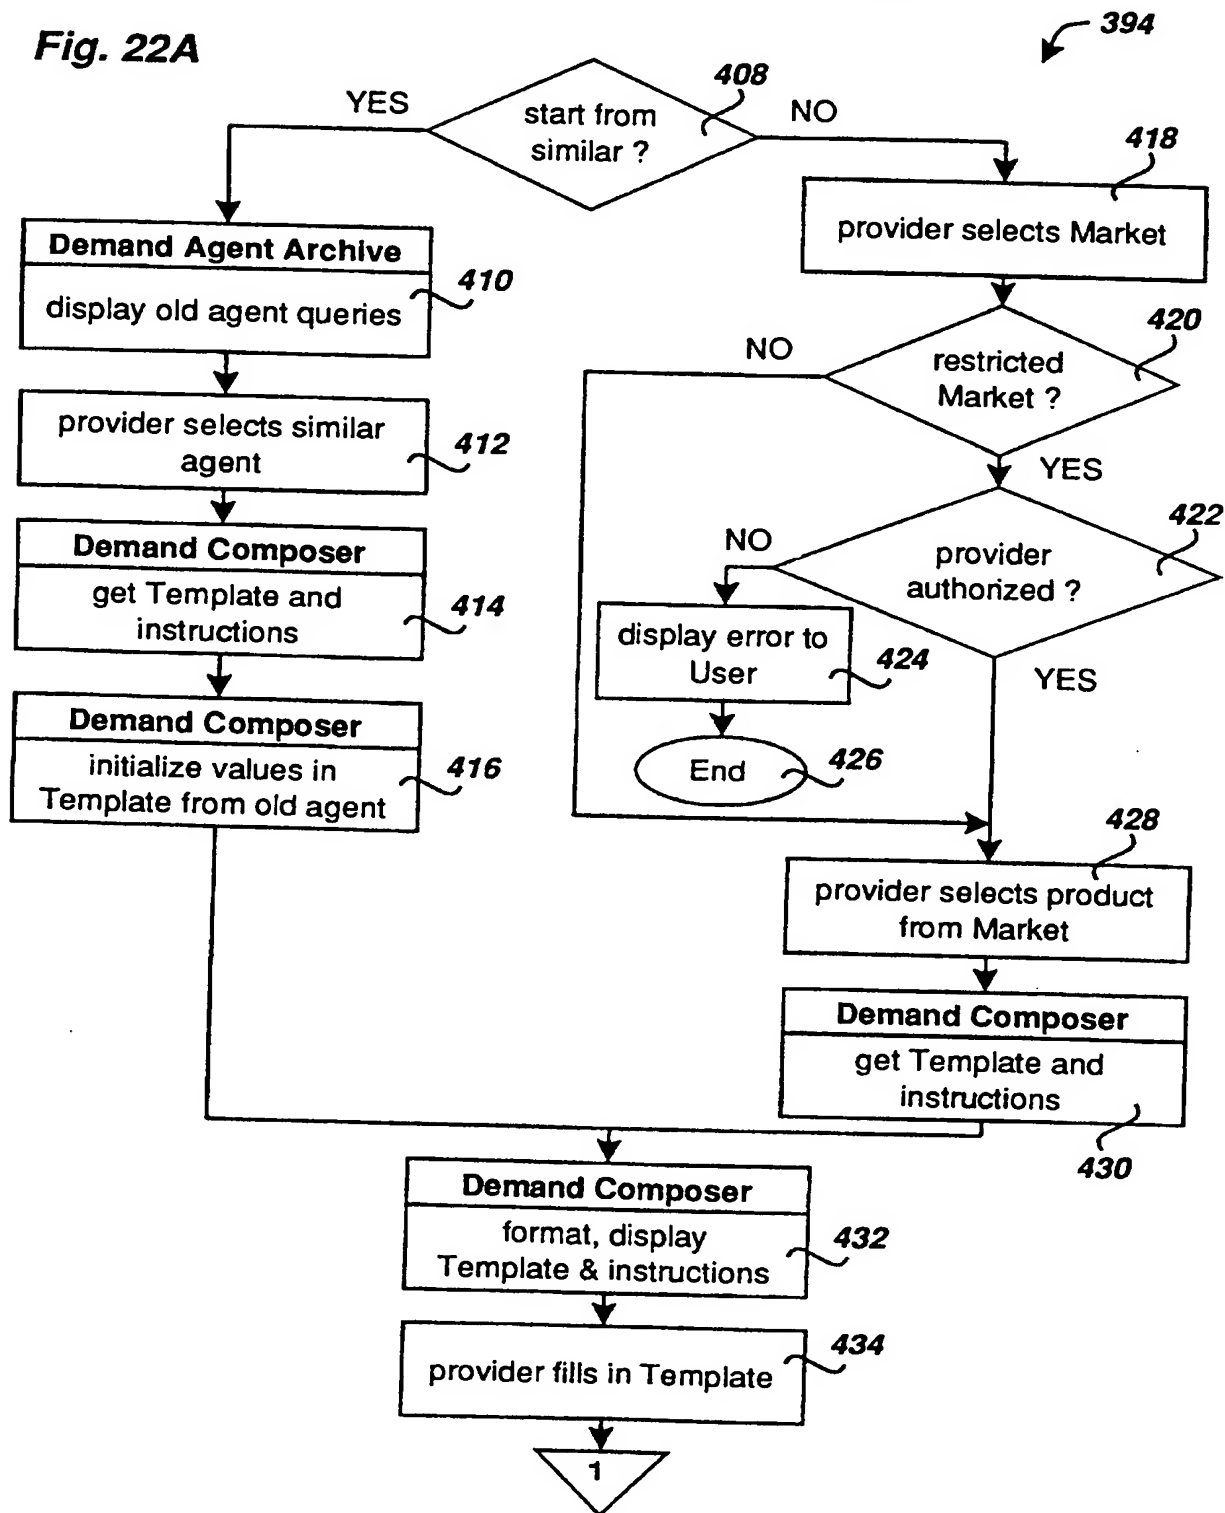 Fig. 22A
394
408
YES
start from
similar ?
NO
418
provider selects Market
Demand Agent Archive
display old agent queries
410
420
NO
restricted
Market ?
YES
provider selects similar
agent
412
422
NO
provider
authorized ?
YES
Demand Composer
get Template and
instructions
414
display error to
User
424
Demand Composer
initialize values in
Template from old agent
416
End
426
428
provider selects product
from Market
Demand Composer
get Template and
instructions
430
Demand Composer
format, display
Template & instructions
432
provider fills in Template
434
1